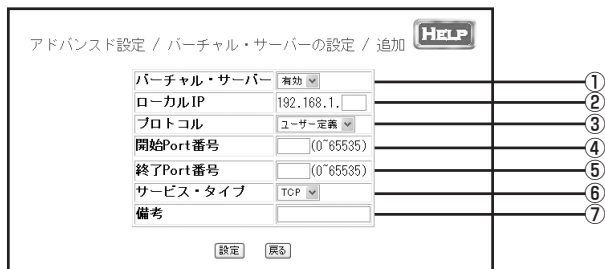 アドバンスド設定 / バーチャル・サーバーの設定 / 追加 HELP
バーチャル・サーバー 有効 ①
ローカルIP 192.168.1. ②
プロトコル ユーザー定義 ③
開始Port番号 (0~65535) ④
終了Port番号 (0~65535) ⑤
サービス・タイプ TCP ⑥
備考 ⑦
設定 戻る